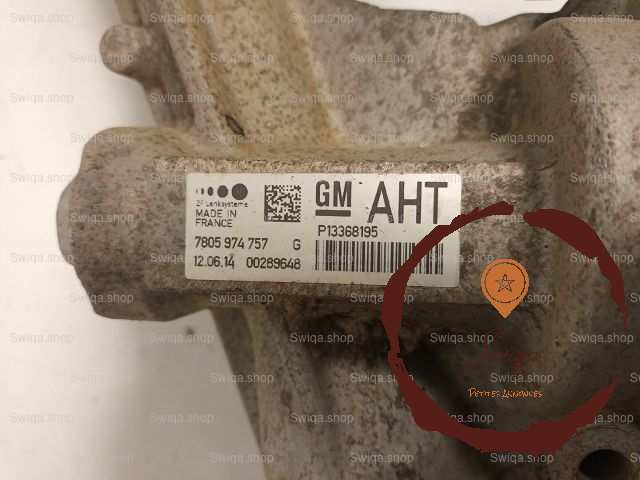 ZF Lenksysteme
MADE IN
FRANCE
GM AHT
P13368195
7805 974 757 G
12.06.14 00289648
Swiqa.shop
PETITES ANNONCES